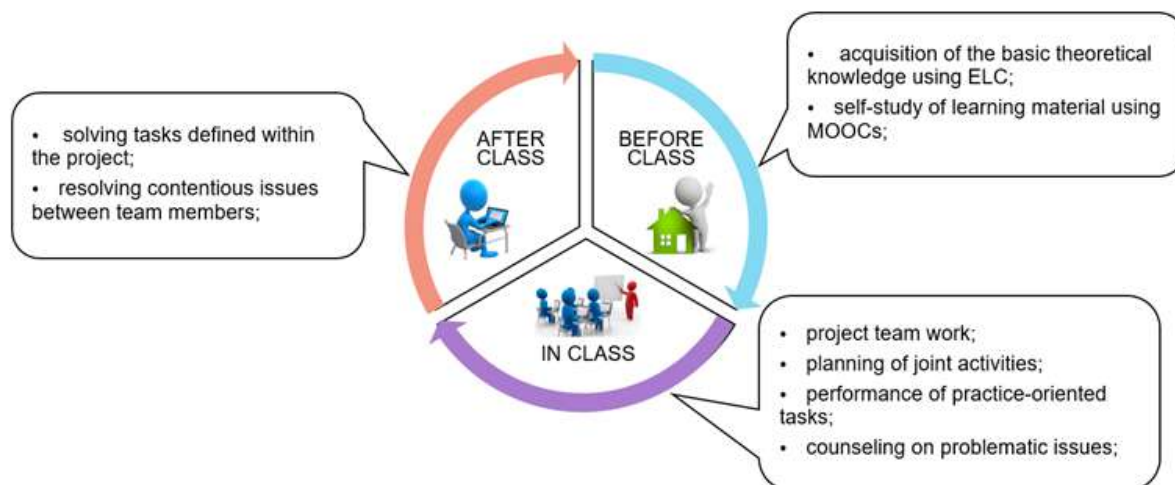 • acquisition of the basic theoretical
knowledge using ELC;
• self-study of learning material using
MOOCs;
• solving tasks defined within
the project;
• resolving contentious issues
between team members;
AFTER
CLASS
BEFORE
CLASS
IN CLASS
• project team work;
• planning of joint activities;
• performance of practice-oriented
tasks;
• counseling on problematic issues;